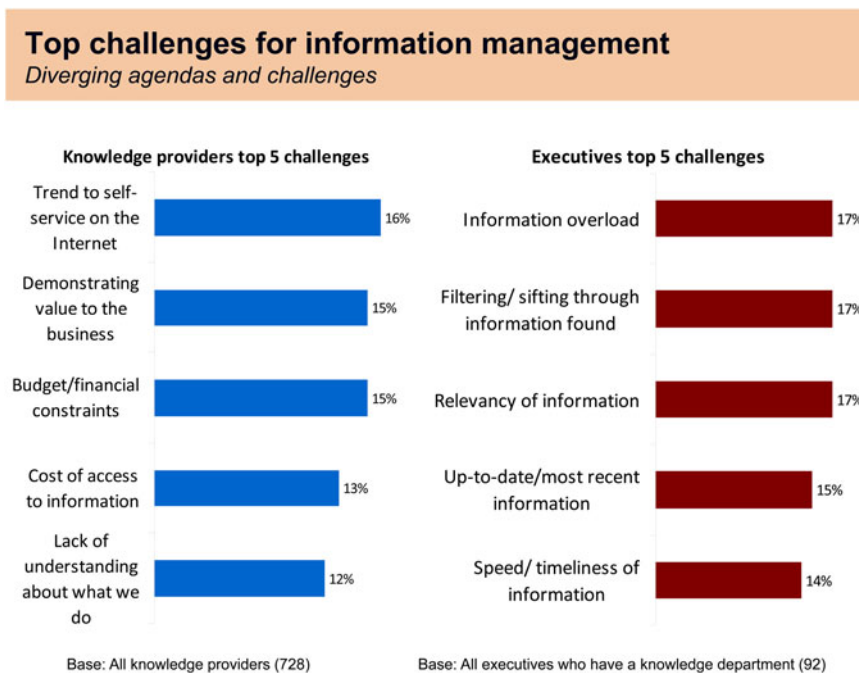 Top challenges for information management
Diverging agendas and challenges
Knowledge providers top 5 challenges
Trend to self-
service on the
Internet
16%
Demonstrating
value to the
business
15%
Budget/financial
constraints
15%
Cost of access
to information
13%
Lack of
understanding
about what we
do
12%
Base: All knowledge providers (728)
Executives top 5 challenges
Information overload
17%
Filtering/ sifting through
information found
17%
Relevancy of information
17%
Up-to-date/most recent
information
15%
Speed/ timeliness of
information
14%
Base: All executives who have a knowledge department (92)